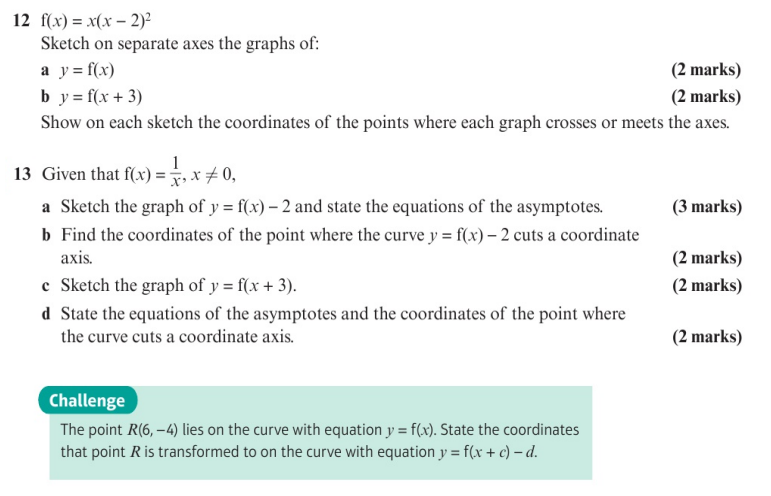 12 f(x) = x(x − 2)²
Sketch on separate axes the graphs of:
a y = f(x) (2 marks)
b y = f(x + 3) (2 marks)
Show on each sketch the coordinates of the points where each graph crosses or meets the axes.
13 Given that f(x) = 1/x, x ≠ 0,
a Sketch the graph of y = f(x) − 2 and state the equations of the asymptotes. (3 marks)
b Find the coordinates of the point where the curve y = f(x) − 2 cuts a coordinate
axis. (2 marks)
c Sketch the graph of y = f(x + 3). (2 marks)
d State the equations of the asymptotes and the coordinates of the point where
the curve cuts a coordinate axis. (2 marks)
Challenge
The point R(6, −4) lies on the curve with equation y = f(x). State the coordinates
that point R is transformed to on the curve with equation y = f(x + c) − d.